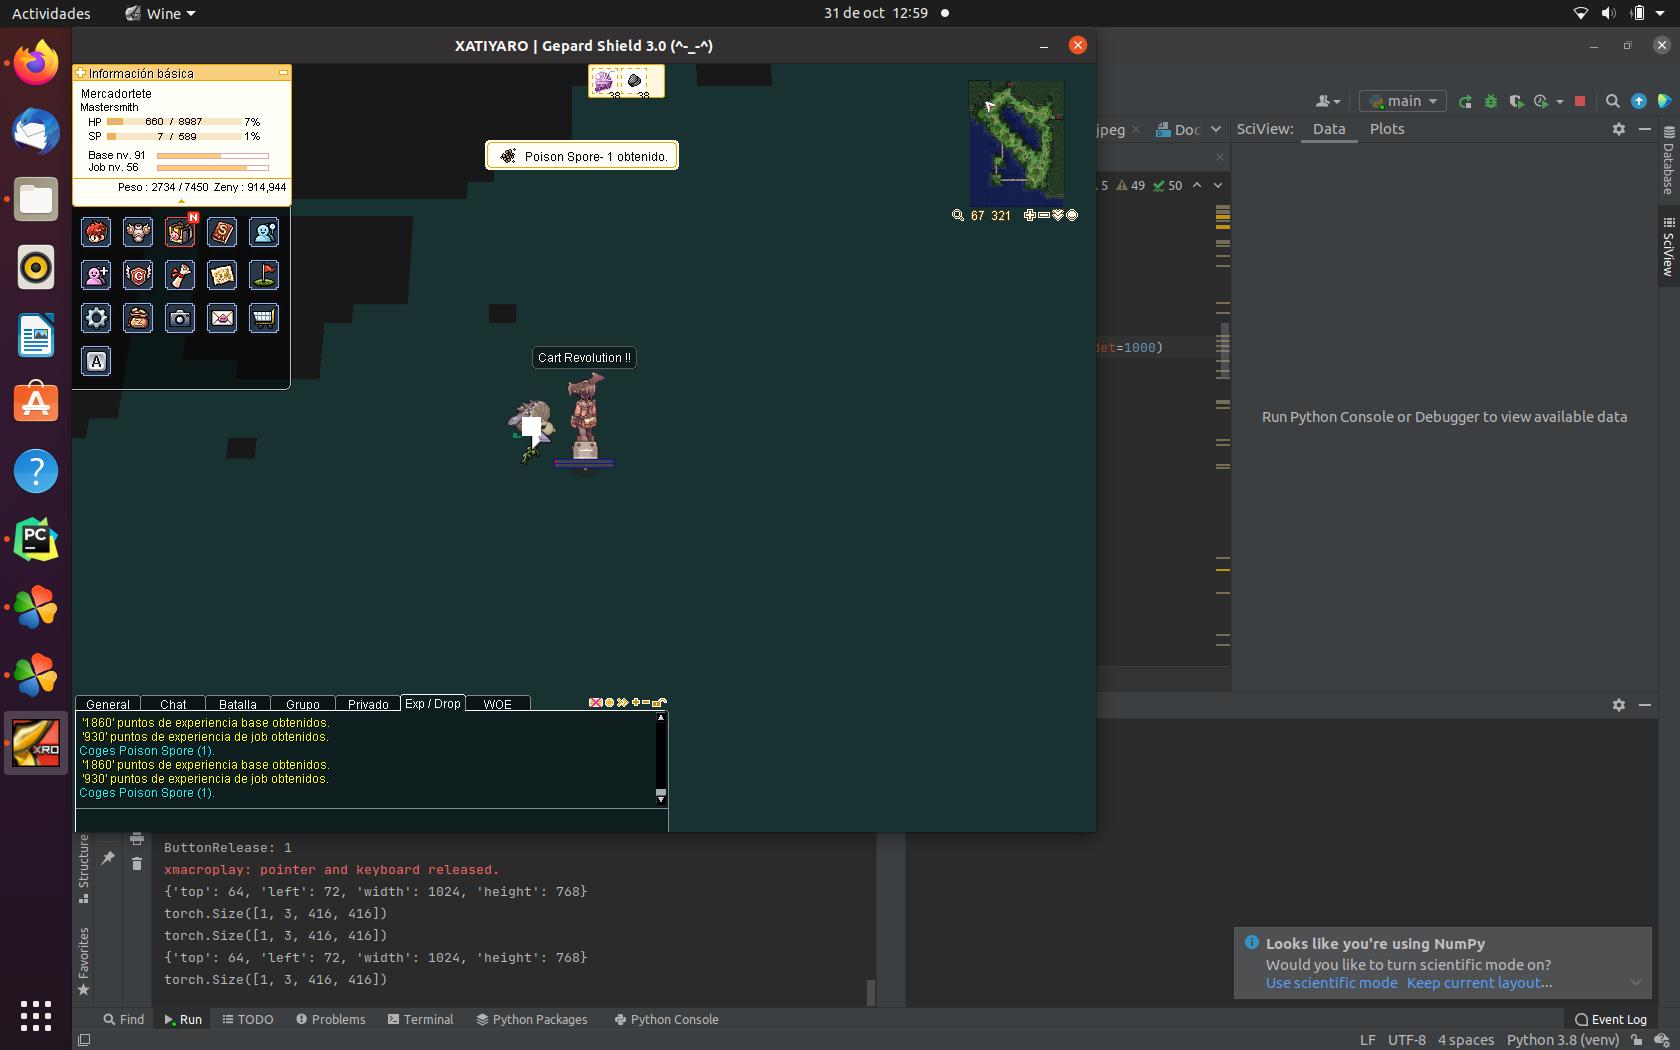 Actividades
Wine
31 de oct 12:59
XATIYARO | Gepard Shield 3.0 (^-_-^)
Información básica
Mercadortete
Mastersmith
HP 660 / 8987 7%
SP 7 / 589 1%
Base nv. 91
Job nv. 56
Peso : 2734 / 7450 Zeny : 914,944
N
S
G
Z
A
38 38
Poison Spore- 1 obtenido.
67 321
Cart Revolution !!
General Chat Batalla Grupo Privado Exp / Drop WOE
'1860' puntos de experiencia base obtenidos.
'930' puntos de experiencia de job obtenidos.
Coges Poison Spore (1).
'1860' puntos de experiencia base obtenidos.
'930' puntos de experiencia de job obtenidos.
Coges Poison Spore (1).
main
jpeg
Doc
SciView: Data Plots
5 49 50
det=1000)
Run Python Console or Debugger to view available data
Database
SciView
PC
XRO
Structure
Favorites
ButtonRelease: 1
xmacroplay: pointer and keyboard released.
{'top': 64, 'left': 72, 'width': 1024, 'height': 768}
torch.Size([1, 3, 416, 416])
torch.Size([1, 3, 416, 416])
{'top': 64, 'left': 72, 'width': 1024, 'height': 768}
torch.Size([1, 3, 416, 416])
Looks like you're using NumPy
Would you like to turn scientific mode on?
Use scientific mode Keep current layout...
Find Run TODO Problems Terminal Python Packages Python Console
Event Log
LF UTF-8 4 spaces Python 3.8 (venv)